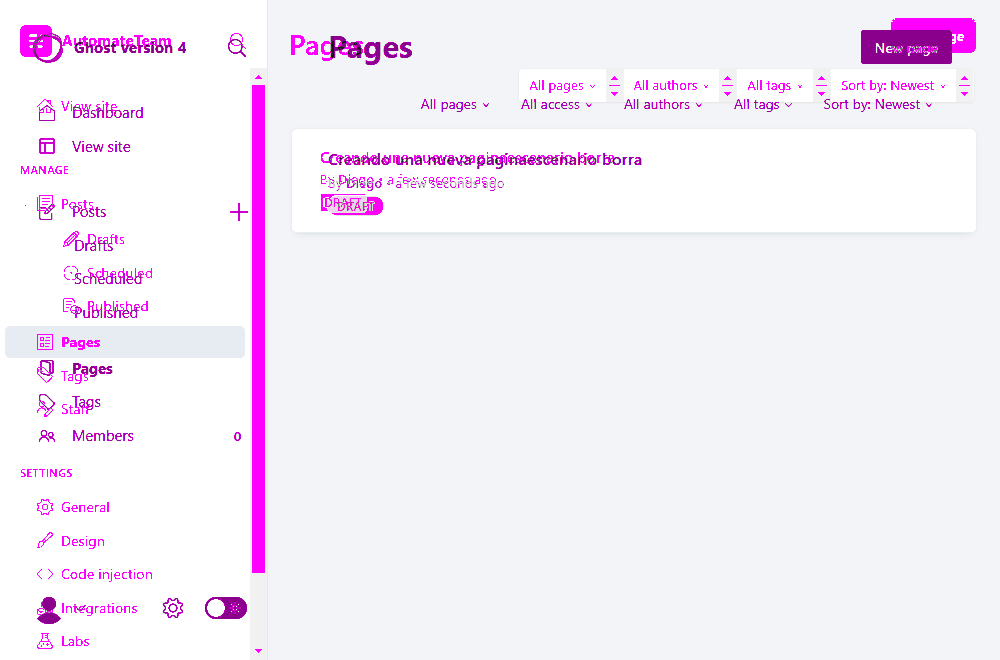 AutomateTeam
Ghost version 4
View site
Dashboard
View site
MANAGE
Posts
Posts
Drafts
Drafts
Scheduled
Scheduled
Published
Published
Pages
Pages
Tags
Tags
Staff
Members 0
SETTINGS
General
Design
Code injection
Integrations
Labs
Pages
Pages
New page
All pages All authors All tags Sort by: Newest
All pages All access All authors All tags Sort by: Newest
Creando una nueva paginaescenario borra
Creando una nueva paginaescenario borra
By Diego • a few seconds ago
By Diego • a few seconds ago
DRAFT
DRAFT